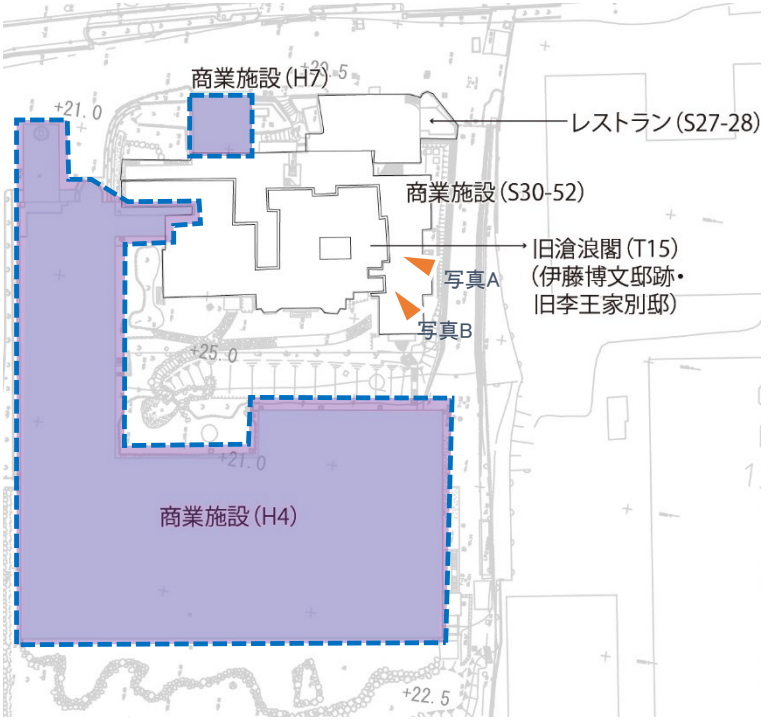 +22.5
商業施設（H7）
+21.0
レストラン（S27-28）
商業施設（S30-52）
旧滄浪閣（T15）
（伊藤博文邸跡・
旧李王家別邸）
写真A
写真B
+25.0
+21.0
商業施設（H4）
+22.5